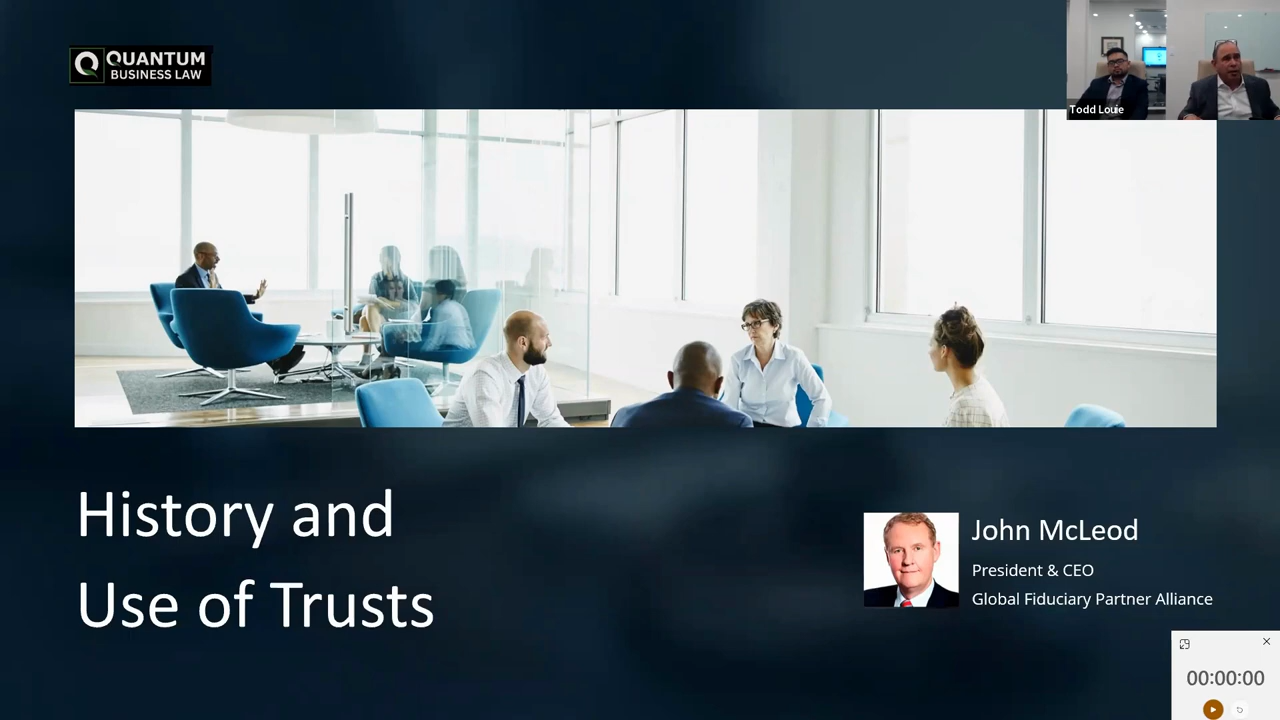 QUANTUM
BUSINESS LAW
Todd Louie
History and
Use of Trusts
John McLeod
President & CEO
Global Fiduciary Partner Alliance
00:00:00